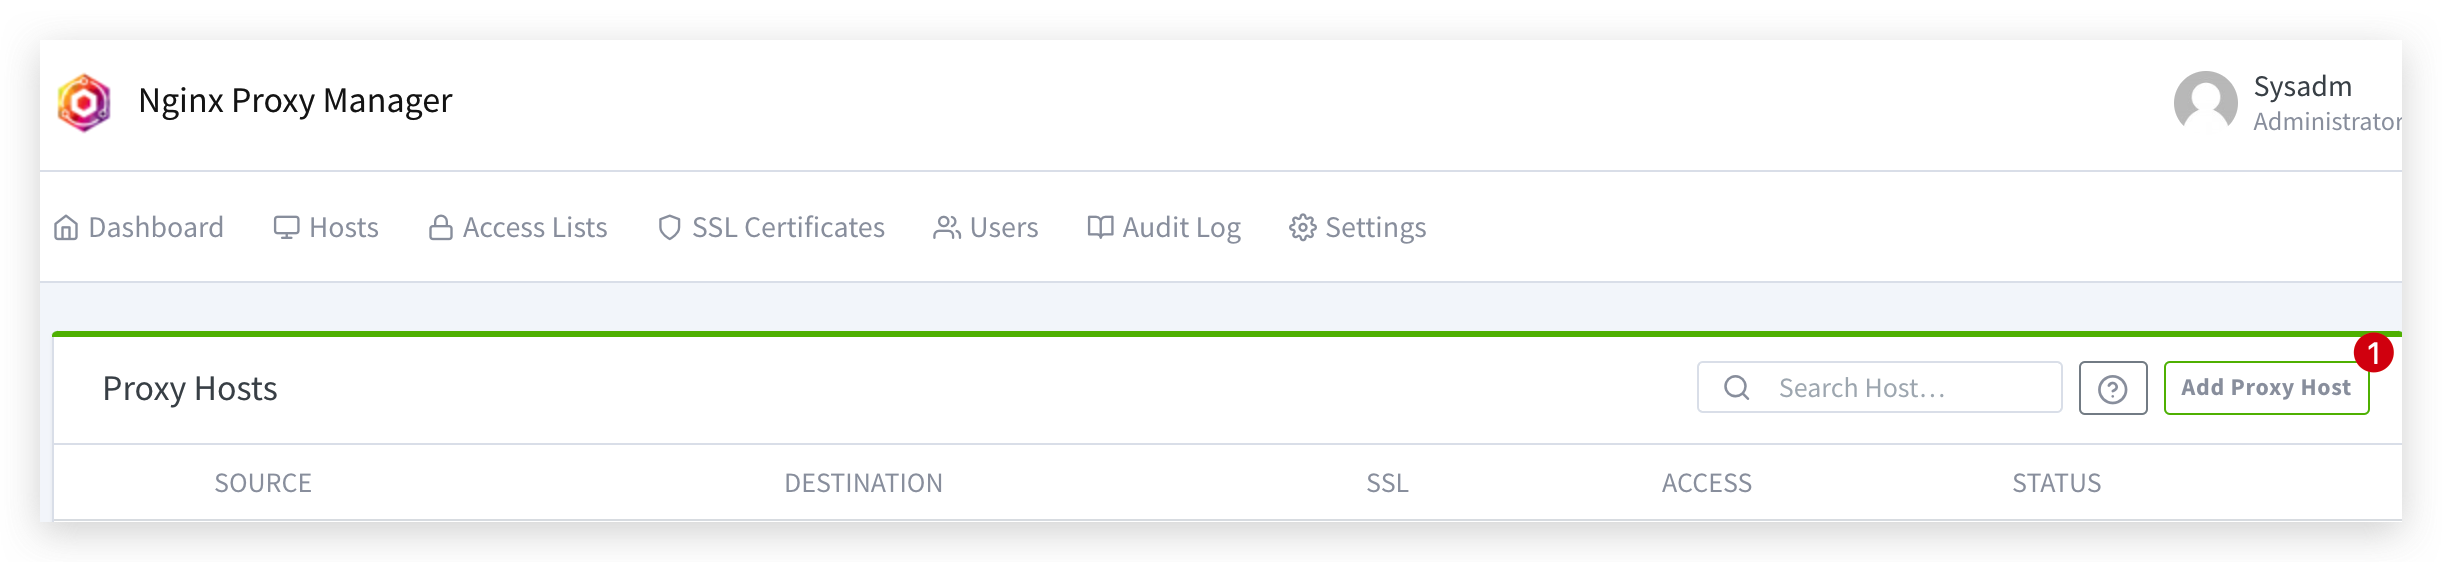 Nginx Proxy Manager
Sysadm
Administrator
Dashboard Hosts Access Lists SSL Certificates Users Audit Log Settings
1
Proxy Hosts Search Host... Add Proxy Host
SOURCE DESTINATION SSL ACCESS STATUS